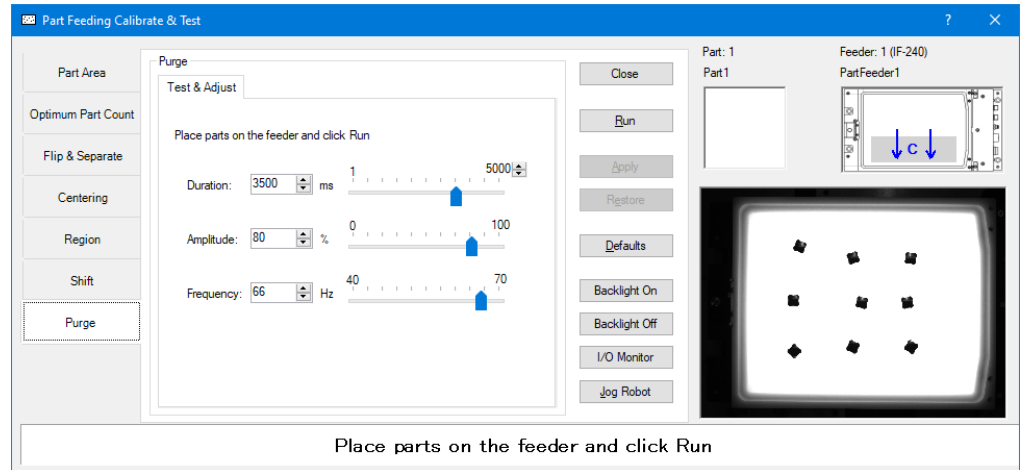 Part Feeding Calibrate & Test
?
Part Area
Optimum Part Count
Flip & Separate
Centering
Region
Shift
Purge
Purge
Test & Adjust
Place parts on the feeder and click Run
Duration: 3500 ms 1 5000
Amplitude: 80 % 0 100
Frequency: 66 Hz 40 70
Close
Run
Apply
Restore
Defaults
Backlight On
Backlight Off
I/O Monitor
Jog Robot
Part: 1
Part1
Feeder: 1 (IF-240)
PartFeeder1
C
Place parts on the feeder and click Run